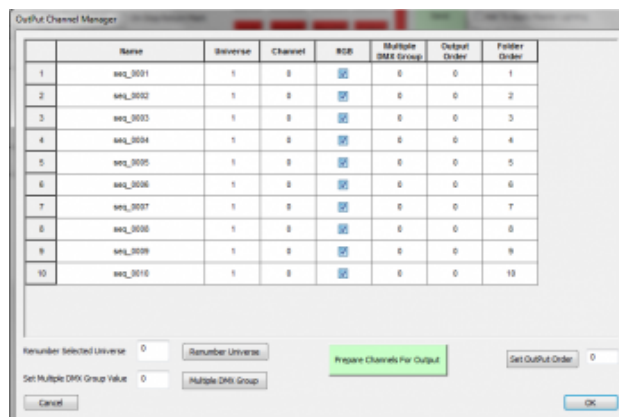 OutPut Channel Manager
Name Universe Channel RGB Multiple DMX Group Output Order Folder Order
1 seq_0001 1 0 0 0 1
2 seq_0002 1 0 0 0 2
3 seq_0003 1 0 0 0 3
4 seq_0004 1 0 0 0 4
5 seq_0005 1 0 0 0 5
6 seq_0006 1 0 0 0 6
7 seq_0007 1 0 0 0 7
8 seq_0008 1 0 0 0 8
9 seq_0009 1 0 0 0 9
10 seq_0010 1 0 0 0 10
Renumber Selected Universe 0 Renumber Universe Prepare Channels For Output Set OutPut Order 0
Set Multiple DMX Group Value 0 Multiple DMX Group
Cancel OK